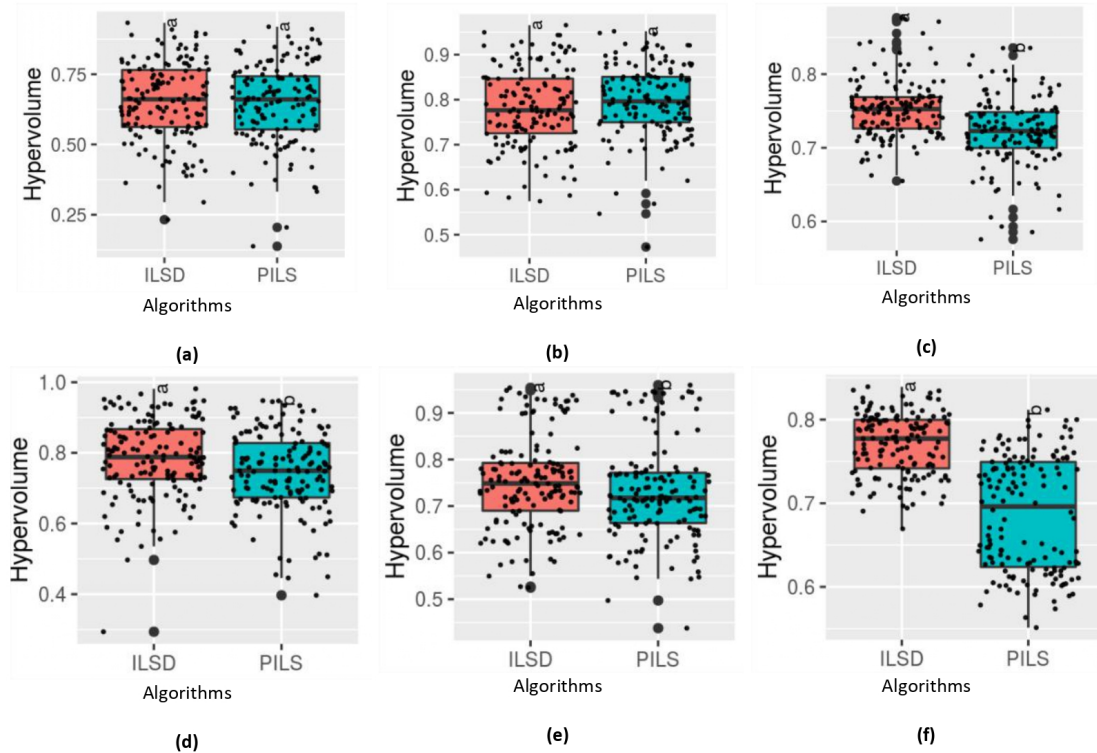 Hypervolume
0.75
0.50
0.25
a
a
ILSD
PILS
Algorithms
(a)
Hypervolume
0.9
0.8
0.7
0.6
0.5
a
a
ILSD
PILS
Algorithms
(b)
Hypervolume
0.8
0.7
0.6
a
b
ILSD
PILS
Algorithms
(c)
Hypervolume
1.0
0.8
0.6
0.4
a
b
ILSD
PILS
Algorithms
(d)
Hypervolume
0.9
0.8
0.7
0.6
0.5
a
b
ILSD
PILS
Algorithms
(e)
Hypervolume
0.8
0.7
0.6
a
b
ILSD
PILS
Algorithms
(f)